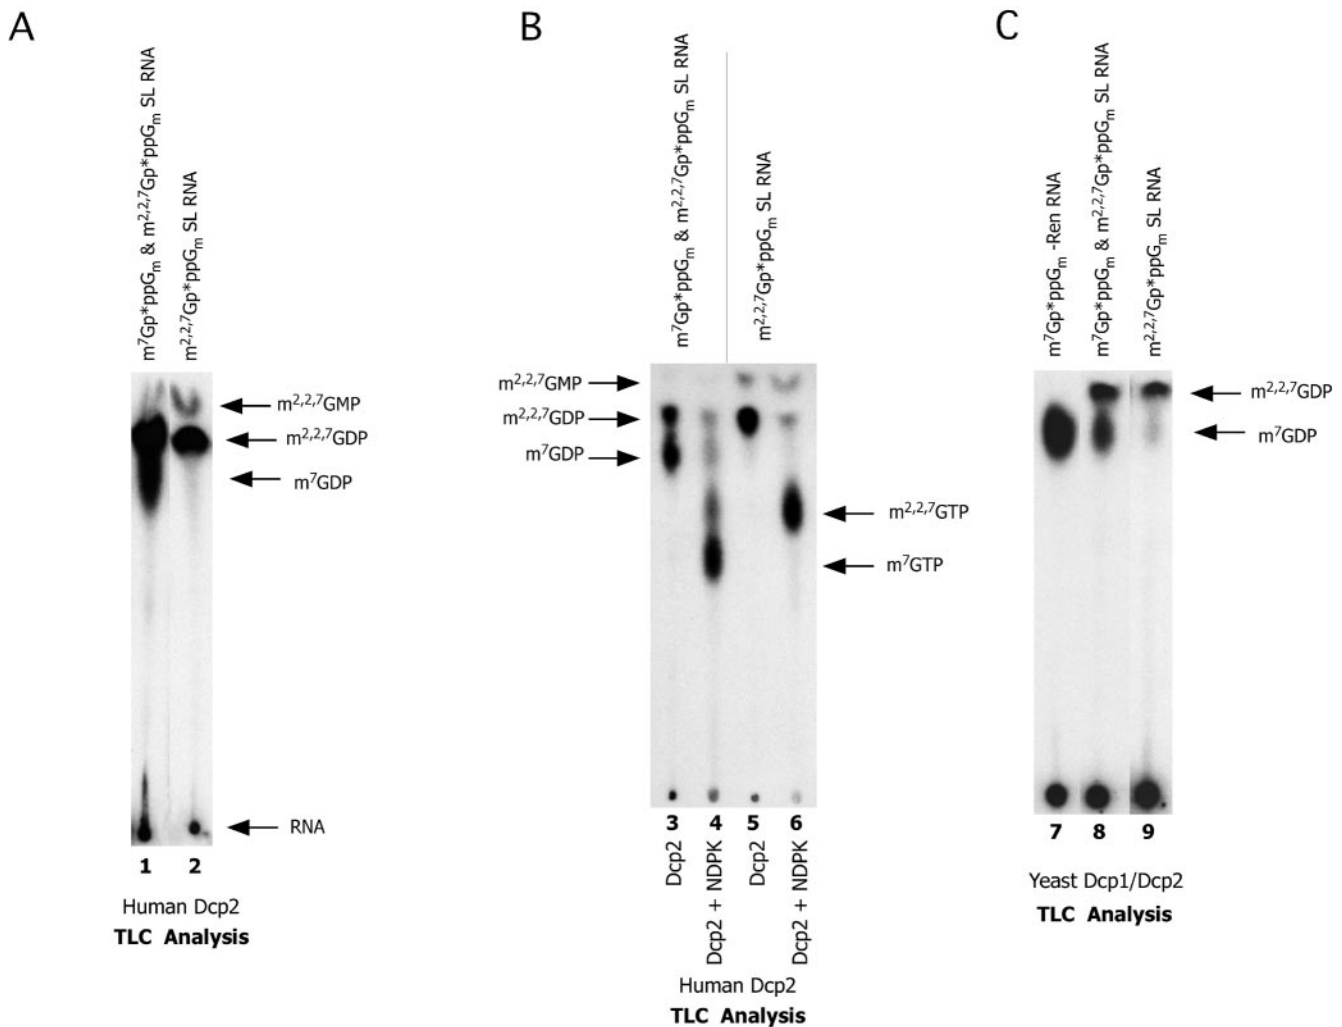 A
m⁷Gp*ppGₘ & m²,²,⁷Gp*ppGₘ SL RNA
m²,²,⁷Gp*ppGₘ SL RNA
m²,²,⁷GMP
m²,²,⁷GDP
m⁷GDP
RNA
1 2
Human Dcp2
TLC Analysis
B
m⁷Gp*ppGₘ & m²,²,⁷Gp*ppGₘ SL RNA
m²,²,⁷Gp*ppGₘ SL RNA
m²,²,⁷GMP
m²,²,⁷GDP
m⁷GDP
m²,²,⁷GTP
m⁷GTP
3 4 5 6
Dcp2
Dcp2 + NDPK
Dcp2
Dcp2 + NDPK
Human Dcp2
TLC Analysis
C
m⁷Gp*ppGₘ -Ren RNA
m⁷Gp*ppGₘ & m²,²,⁷Gp*ppGₘ SL RNA
m²,²,⁷Gp*ppGₘ SL RNA
m²,²,⁷GDP
m⁷GDP
7 8 9
Yeast Dcp1/Dcp2
TLC Analysis